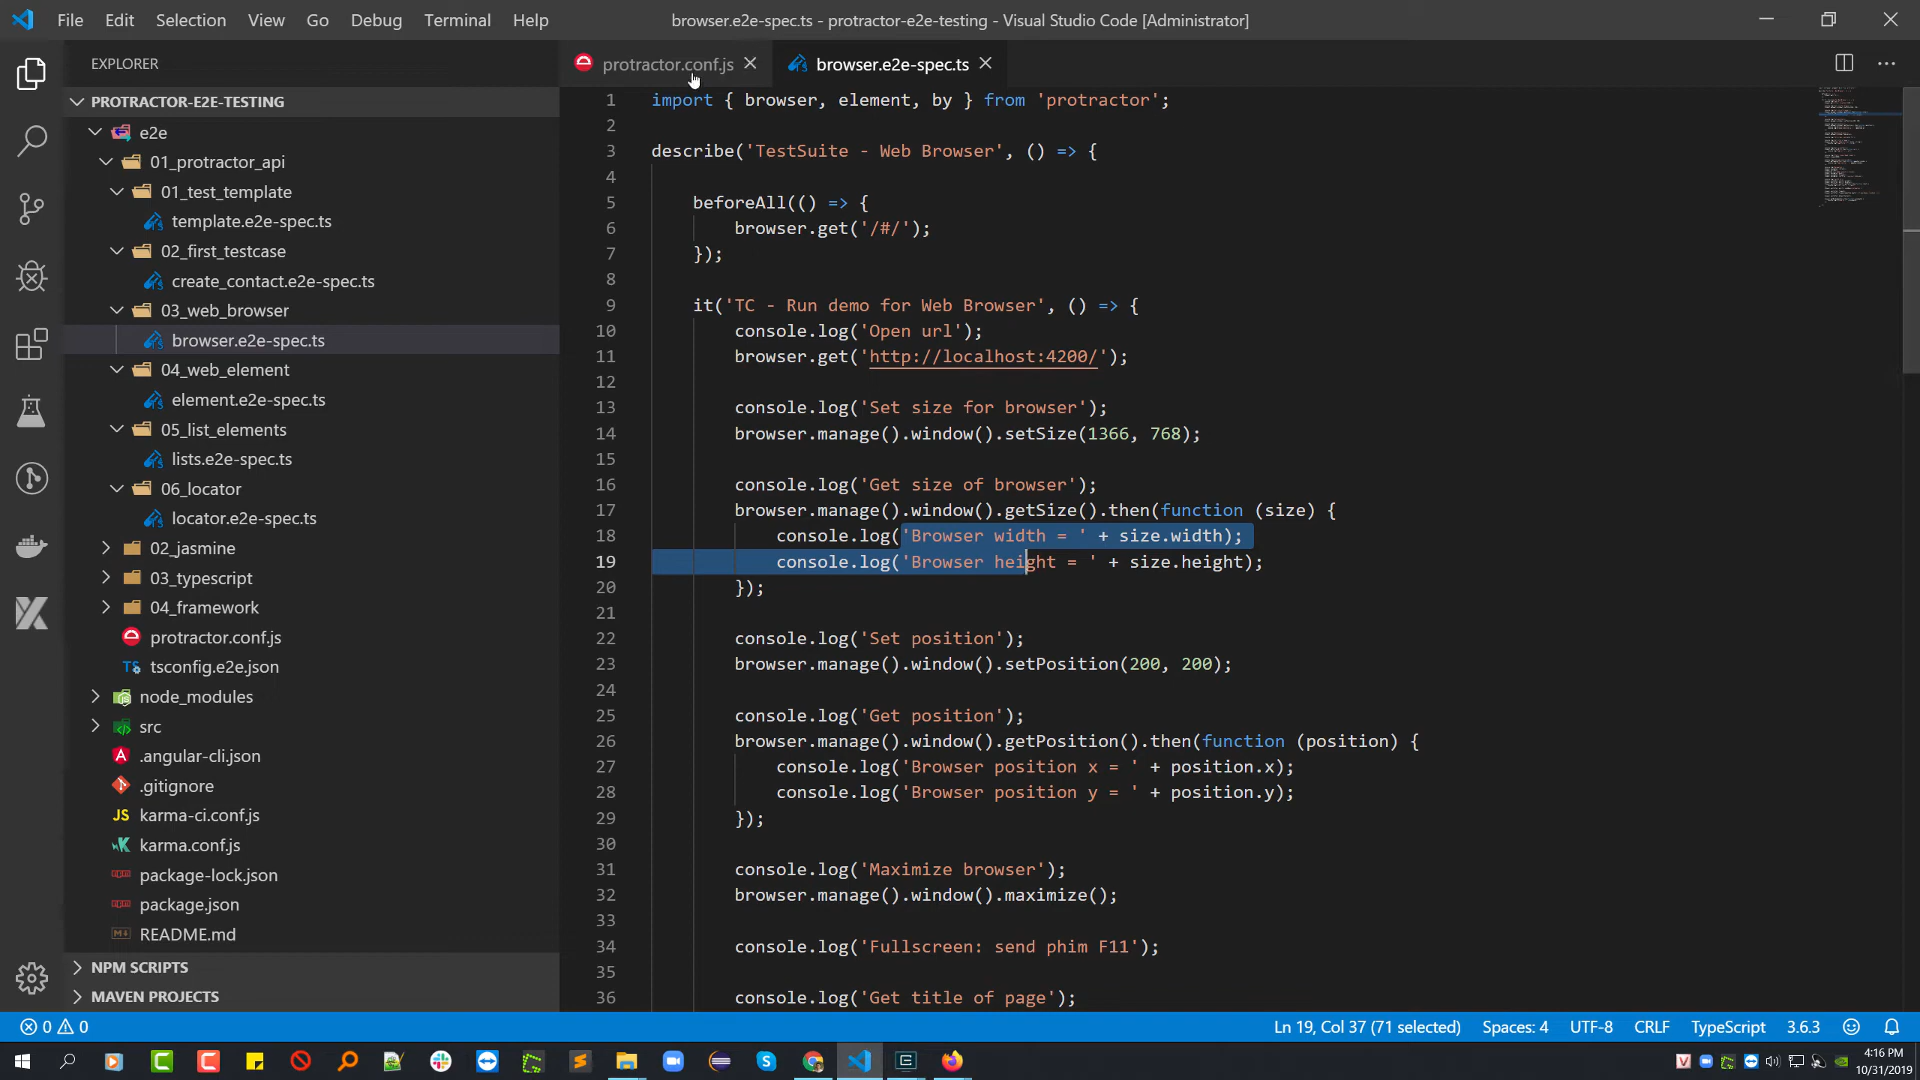 File Edit Selection View Go Debug Terminal Help
browser.e2e-spec.ts - protractor-e2e-testing - Visual Studio Code [Administrator]
EXPLORER
PROTRACTOR-E2E-TESTING
e2e
01_protractor_api
01_test_template
template.e2e-spec.ts
02_first_testcase
create_contact.e2e-spec.ts
03_web_browser
browser.e2e-spec.ts
04_web_element
element.e2e-spec.ts
05_list_elements
lists.e2e-spec.ts
06_locator
locator.e2e-spec.ts
02_jasmine
03_typescript
04_framework
protractor.conf.js
tsconfig.e2e.json
node_modules
src
.angular-cli.json
.gitignore
JS karma-ci.conf.js
karma.conf.js
package-lock.json
package.json
README.md
NPM SCRIPTS
MAVEN PROJECTS
protractor.conf.js browser.e2e-spec.ts
1 import { browser, element, by } from 'protractor';
2
3 describe('TestSuite - Web Browser', () => {
4
5 beforeAll(() => {
6 browser.get('/#/');
7 });
8
9 it('TC - Run demo for Web Browser', () => {
10 console.log('Open url');
11 browser.get('http://localhost:4200/');
12
13 console.log('Set size for browser');
14 browser.manage().window().setSize(1366, 768);
15
16 console.log('Get size of browser');
17 browser.manage().window().getSize().then(function (size) {
18 console.log('Browser width = ' + size.width);
19 console.log('Browser height = ' + size.height);
20 });
21
22 console.log('Set position');
23 browser.manage().window().setPosition(200, 200);
24
25 console.log('Get position');
26 browser.manage().window().getPosition().then(function (position) {
27 console.log('Browser position x = ' + position.x);
28 console.log('Browser position y = ' + position.y);
29 });
30
31 console.log('Maximize browser');
32 browser.manage().window().maximize();
33
34 console.log('Fullscreen: send phim F11');
35
36 console.log('Get title of page');
0 0
Ln 19, Col 37 (71 selected) Spaces: 4 UTF-8 CRLF TypeScript 3.6.3
4:16 PM
10/31/2019